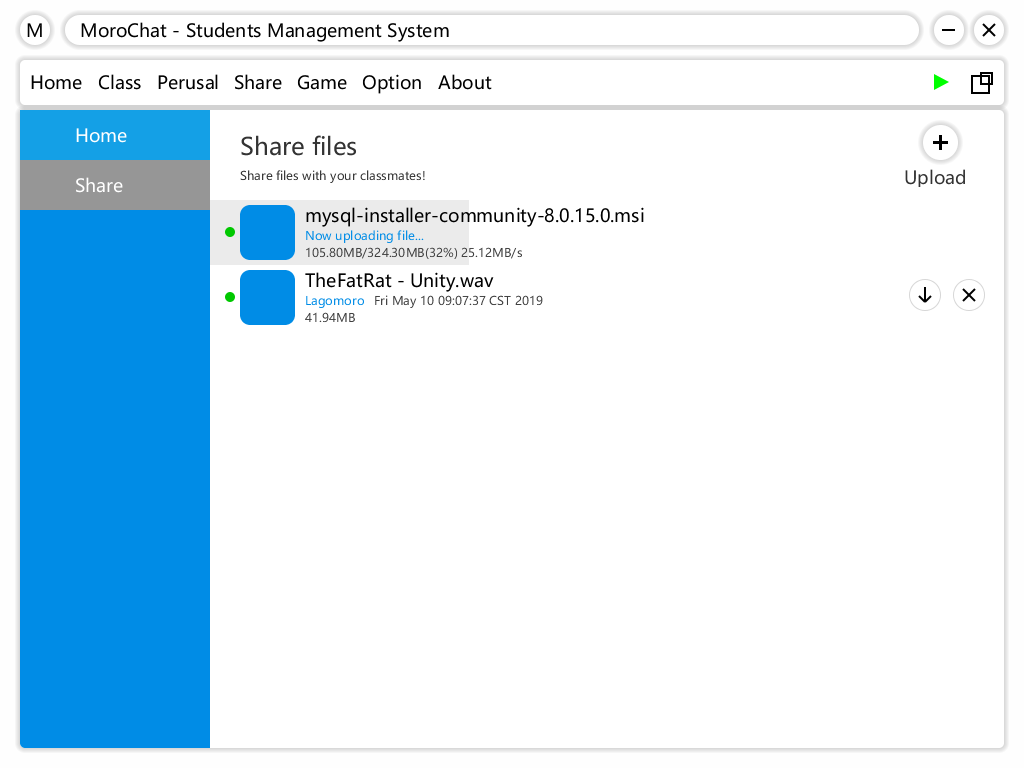 M MoroChat - Students Management System
Home Class Perusal Share Game Option About
Home
Share
Share files
Share files with your classmates!
Upload
mysql-installer-community-8.0.15.0.msi
Now uploading file...
105.80MB/324.30MB(32%) 25.12MB/s
TheFatRat - Unity.wav
Lagomoro Fri May 10 09:07:37 CST 2019
41.94MB